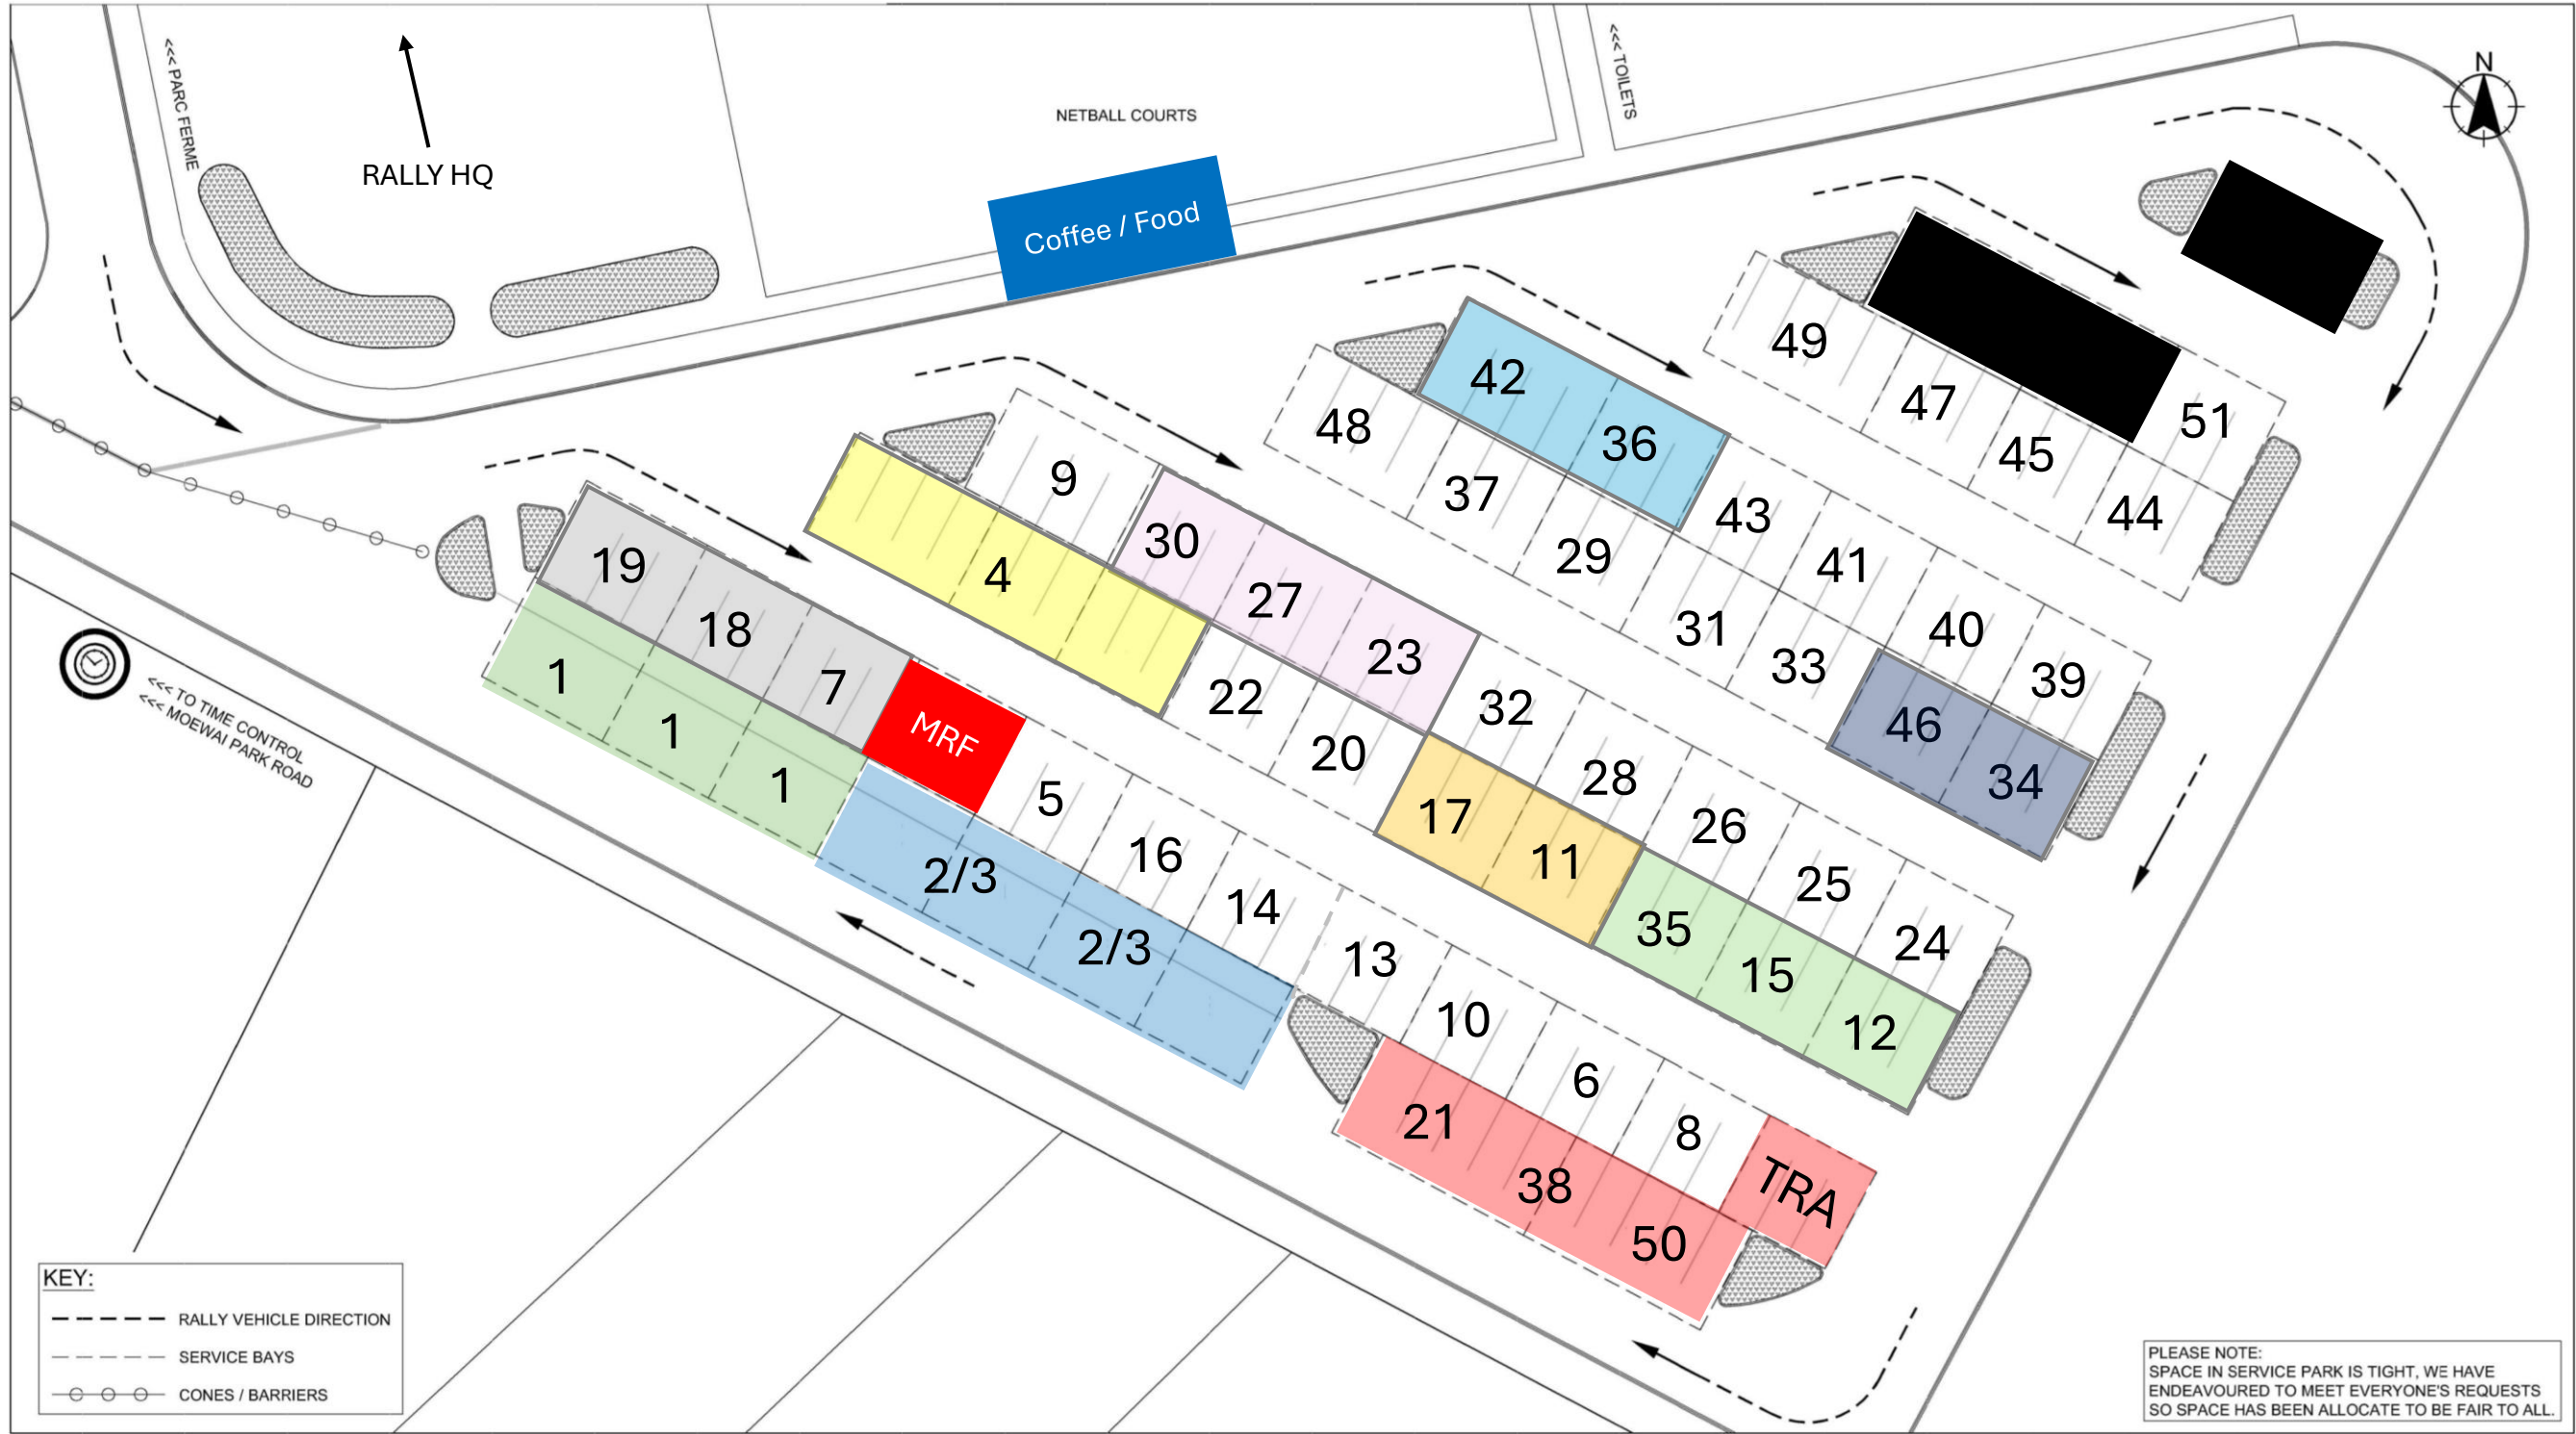 <<< PARC FERME
RALLY HQ
NETBALL COURTS
<<< TOILETS
N
Coffee / Food
49
47
45
44
51
42
36
48
37
29
31
33
43
41
40
39
46
34
9
30
27
23
4
22
20
32
28
26
25
24
17
11
35
15
12
19
18
7
MRF
5
16
14
13
10
6
8
TRA
1
1
1
2/3
2/3
21
38
50
<<< TO TIME CONTROL
<<< MOEWAI PARK ROAD
KEY:
RALLY VEHICLE DIRECTION
SERVICE BAYS
CONES / BARRIERS
PLEASE NOTE:
SPACE IN SERVICE PARK IS TIGHT, WE HAVE
ENDEAVOURED TO MEET EVERYONE'S REQUESTS
SO SPACE HAS BEEN ALLOCATE TO BE FAIR TO ALL.